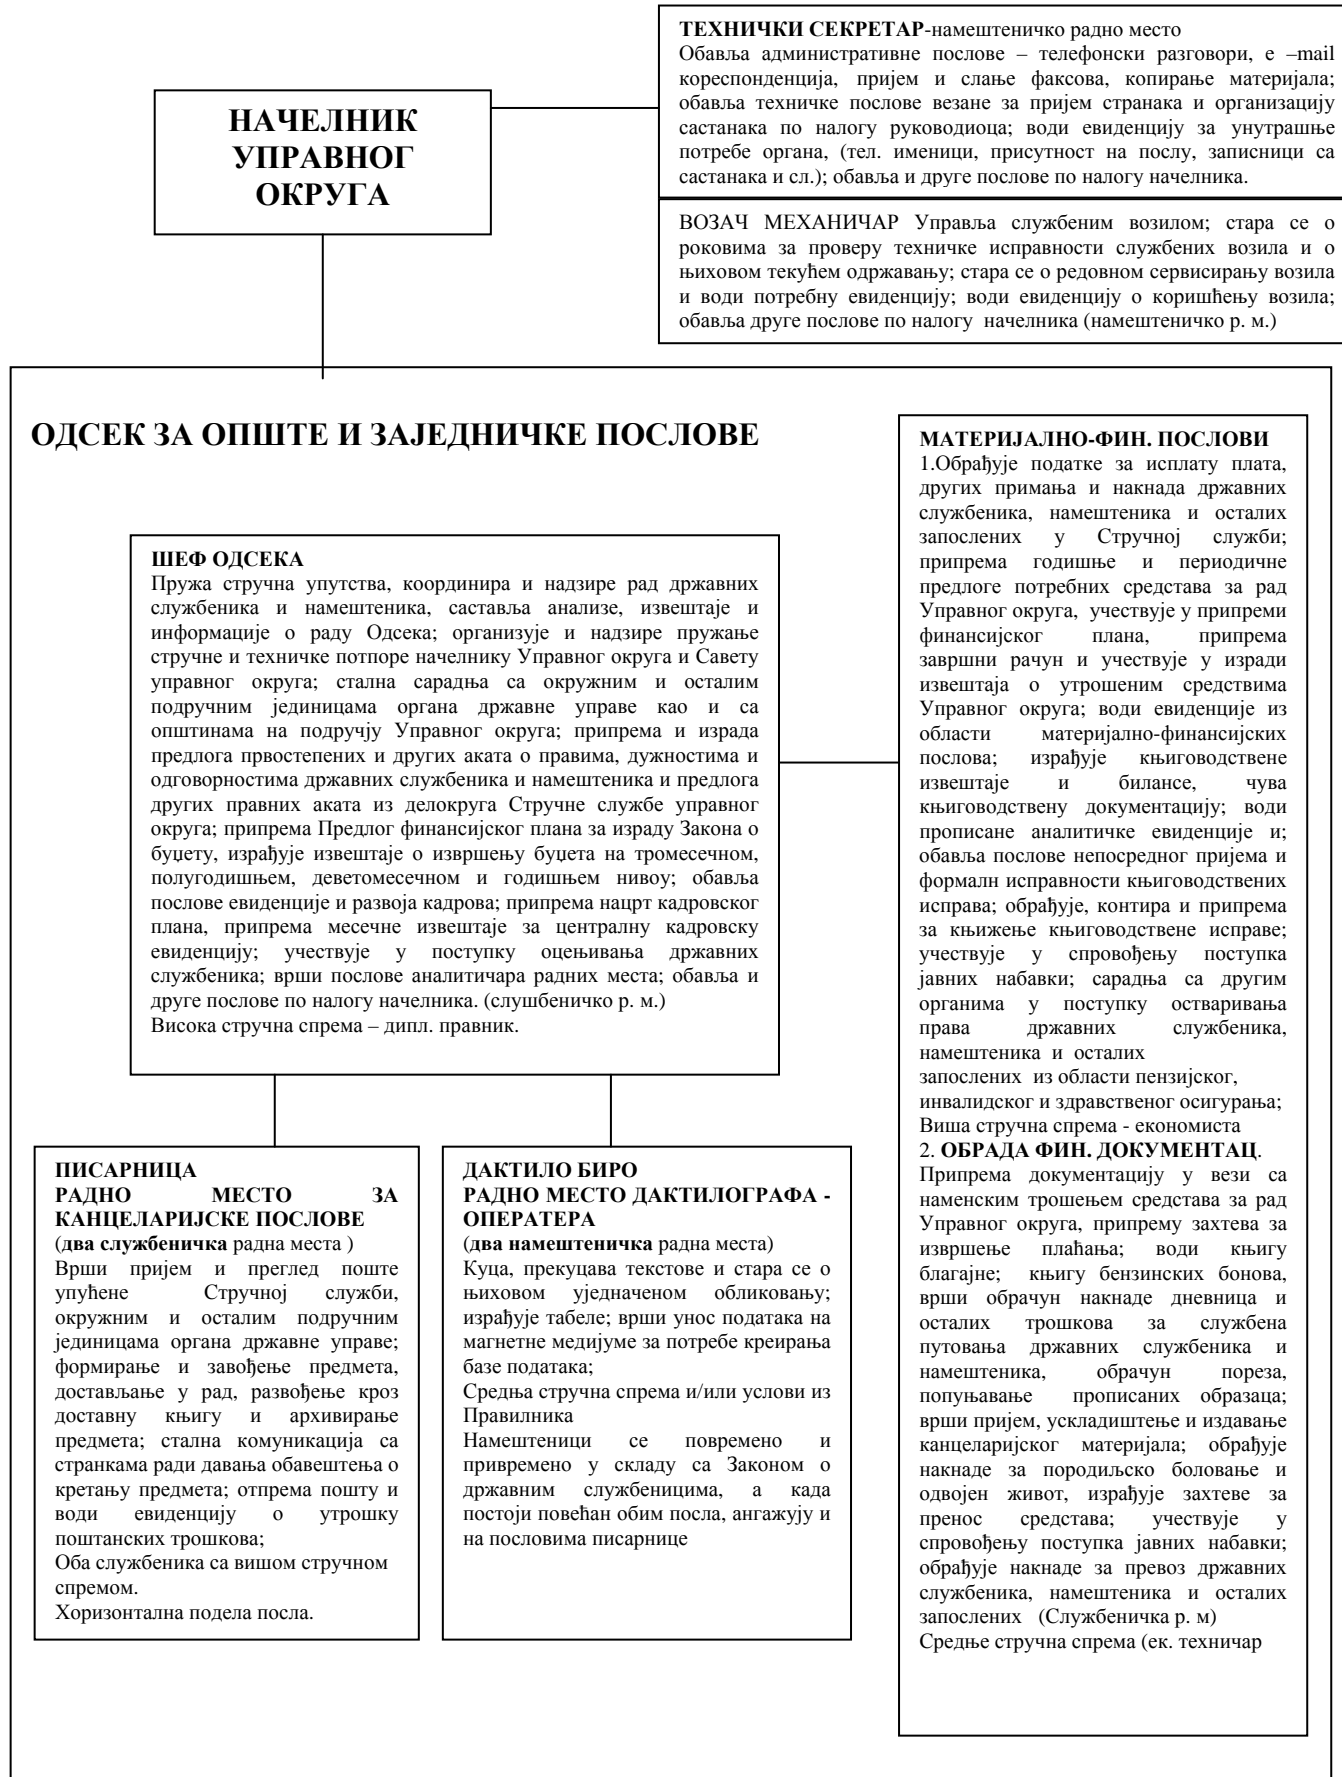 ТЕХНИЧКИ СЕКРЕТАР-намештеничко радно место
Обавља административне послове – телефонски разговори, е –mail
кореспонденција, пријем и слање факсова, копирање материјала;
обавља техничке послове везане за пријем странака и организацију
састанака по налогу руководиоца; води евиденцију за унутрашње
потребе органа, (тел. именици, присутност на послу, записници са
састанака и сл.); обавља и друге послове по налогу начелника.
НАЧЕЛНИК
УПРАВНОГ
ОКРУГА
ВОЗАЧ МЕХАНИЧАР Управља службеним возилом; стара се о
роковима за проверу техничке исправности службених возила и о
њиховом текућем одржавању; стара се о редовном сервисирању возила
и води потребну евиденцију; води евиденцију о коришћењу возила;
обавља друге послове по налогу начелника (намештеничко р. м.)
ОДСЕК ЗА ОПШТЕ И ЗАЈЕДНИЧКЕ ПОСЛОВЕ
ШЕФ ОДСЕКА
Пружа стручна упутства, координира и надзире рад државних
службеника и намештеника, саставља анализе, извештаје и
информације о раду Одсека; организује и надзире пружање
стручне и техничке потпоре начелнику Управног округа и Савету
управног округа; стална сарадња са окружним и осталим
подручним јединицама органа државне управе као и са
општинама на подручју Управног округа; припрема и израда
предлога првостепених и других аката о правима, дужностима и
одговорностима државних службеника и намештеника и предлога
других правних аката из делокруга Стручне службе управног
округа; припрема Предлог финансијског плана за израду Закона о
буџету, израђује извештаје о извршењу буџета на тромесечном,
полугодишњем, деветомесечном и годишњем нивоу; обавља
послове евиденције и развоја кадрова; припрема нацрт кадровског
плана, припрема месечне извештаје за централну кадровску
евиденцију; учествује у поступку оцењивања државних
службеника; врши послове аналитичара радних места; обавља и
друге послове по налогу начелника. (слушбеничко р. м.)
Висока стручна спрема – дипл. правник.
МАТЕРИЈАЛНО-ФИН. ПОСЛОВИ
1.Обрађује податке за исплату плата,
других примања и накнада државних
службеника, намештеника и осталих
запослених у Стручној служби;
припрема годишње и периодичне
предлоге потребних средстава за рад
Управног округа, учествује у припреми
финансијског плана, припрема
завршни рачун и учествује у изради
извештаја о утрошеним средствима
Управног округа; води евиденције из
области материјално-финансијских
послова; израђује књиговодствене
извештаје и билансе, чува
књиговодствену документацију; води
прописане аналитичке евиденције и;
обавља послове непосредног пријема и
формалн исправности књиговодствених
исправа; обрађује, контира и припрема
за књижење књиговодствене исправе;
учествује у спровођењу поступка
јавних набавки; сарадња са другим
органима у поступку остваривања
права државних службеника,
намештеника и осталих
запослених из области пензијског,
инвалидског и здравственог осигурања;
Виша стручна спрема - економиста
2. ОБРАДА ФИН. ДОКУМЕНТАЦ.
Припрема документацију у вези са
наменским трошењем средстава за рад
Управног округа, припрему захтева за
извршење плаћања; води књигу
благајне; књигу бензинских бонова,
врши обрачун накнаде дневница и
осталих трошкова за службена
путовања државних службеника и
намештеника, обрачун пореза,
попуњавање прописаних образаца;
врши пријем, ускладиштење и издавање
канцеларијског материјала; обрађује
накнаде за породиљско боловање и
одвојен живот, израђује захтеве за
пренос средстава; учествује у
спровођењу поступка јавних набавки;
обрађује накнаде за превоз државних
службеника, намештеника и осталих
запослених (Службеничка р. м)
Средње стручна спрема (ек. техничар
ПИСАРНИЦА
РАДНО МЕСТО ЗА
КАНЦЕЛАРИЈСКЕ ПОСЛОВЕ
(два службеничка радна места )
Врши пријем и преглед поште
упућене Стручној служби,
окружним и осталим подручним
јединицама органа државне управе;
формирање и завођење предмета,
достављање у рад, развођење кроз
доставну књигу и архивирање
предмета; стална комуникација са
странкама ради давања обавештења о
кретању предмета; отпрема пошту и
води евиденцију о утрошку
поштанских трошкова;
Оба службеника са вишом стручном
спремом.
Хоризонтална подела посла.
ДАКТИЛО БИРО
РАДНО МЕСТО ДАКТИЛОГРАФА -
ОПЕРАТЕРА
(два намештеничка радна места)
Куца, прекуцава текстове и стара се о
њиховом уједначеном обликовању;
израђује табеле; врши унос података на
магнетне медијуме за потребе креирања
базе података;
Средња стручна спрема и/или услови из
Правилника
Намештеници се повремено и
привремено у складу са Законом о
државним службеницима, а када
постоји повећан обим посла, ангажују и
на пословима писарнице